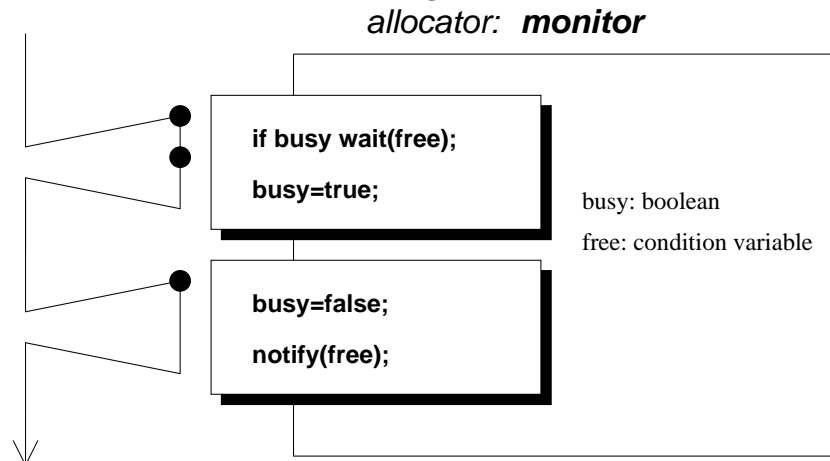 allocator: monitor
if busy wait(free);
busy=true;
busy: boolean
free: condition variable
busy=false;
notify(free);